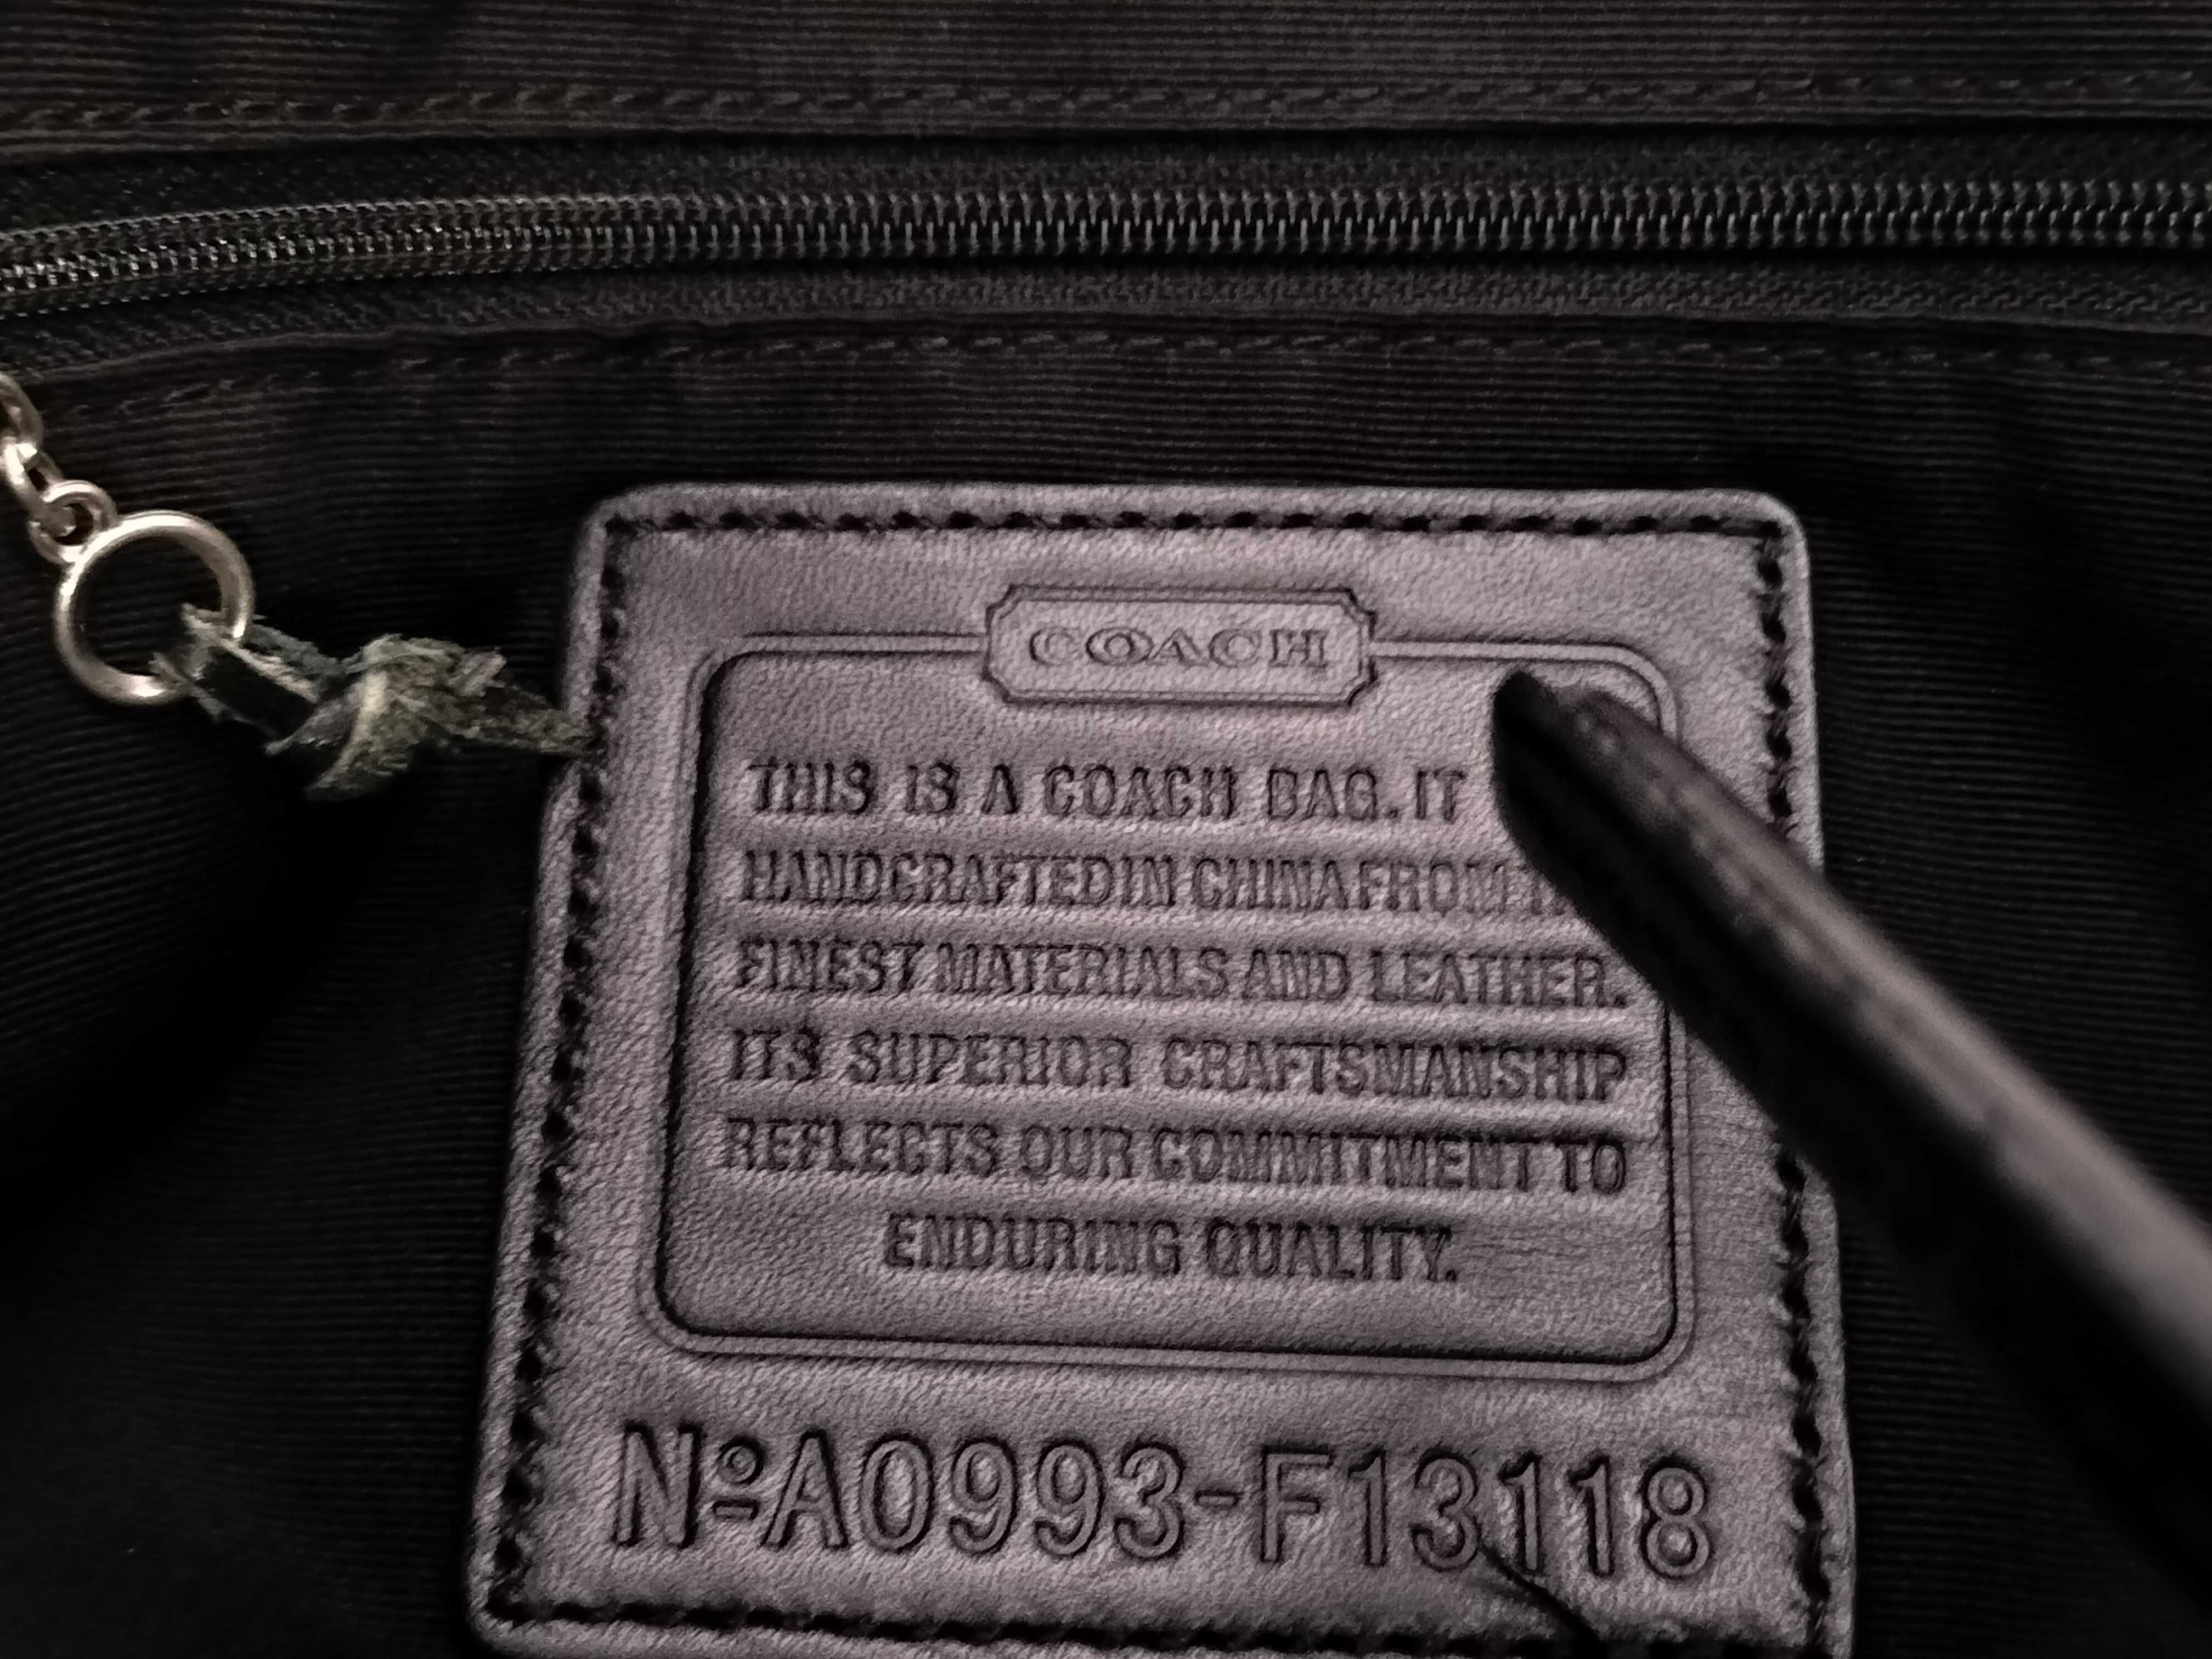 COACH
THIS IS A COACH BAG. IT
HANDCRAFTED IN CHINA FROM
FINEST MATERIALS AND LEATHER.
ITS SUPERIOR CRAFTSMANSHIP
REFLECTS OUR COMMITMENT TO
ENDURING QUALITY.
NºA0993-F13118